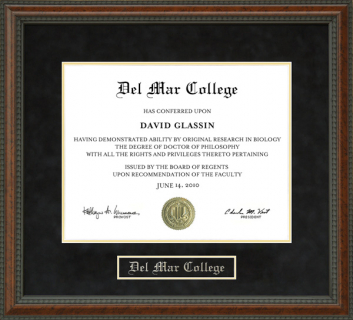 Del Mar College
HAS CONFERRED UPON
DAVID GLASSIN
HAVING DEMONSTRATED ABILITY BY ORIGINAL RESEARCH IN BIOLOGY
THE DEGREE OF DOCTOR OF PHILOSOPHY
WITH ALL THE RIGHTS AND PRIVILEGES THERETO PERTAINING
ISSUED BY THE BOARD OF REGENTS
UPON RECOMMENDATION OF THE FACULTY
JUNE 14, 2010
PROVOST
PRESIDENT
Del Mar College